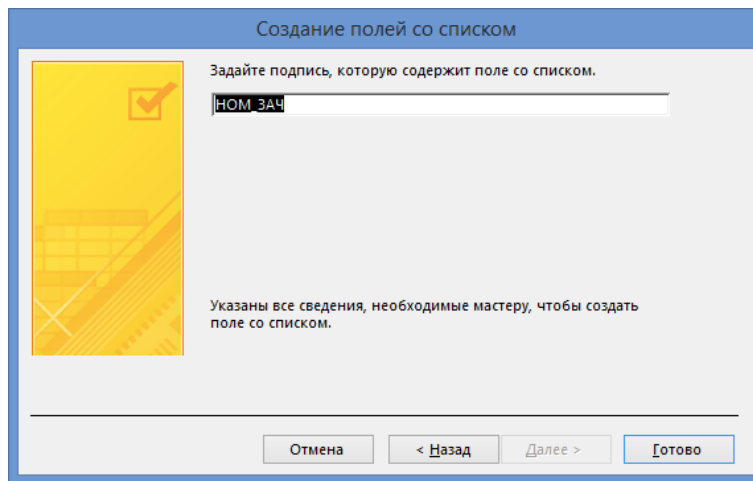 Создание полей со списком
Задайте подпись, которую содержит поле со списком.
НОМ_ЗАЧ
Указаны все сведения, необходимые мастеру, чтобы создать
поле со списком.
Отмена
< Назад
Далее >
Готово